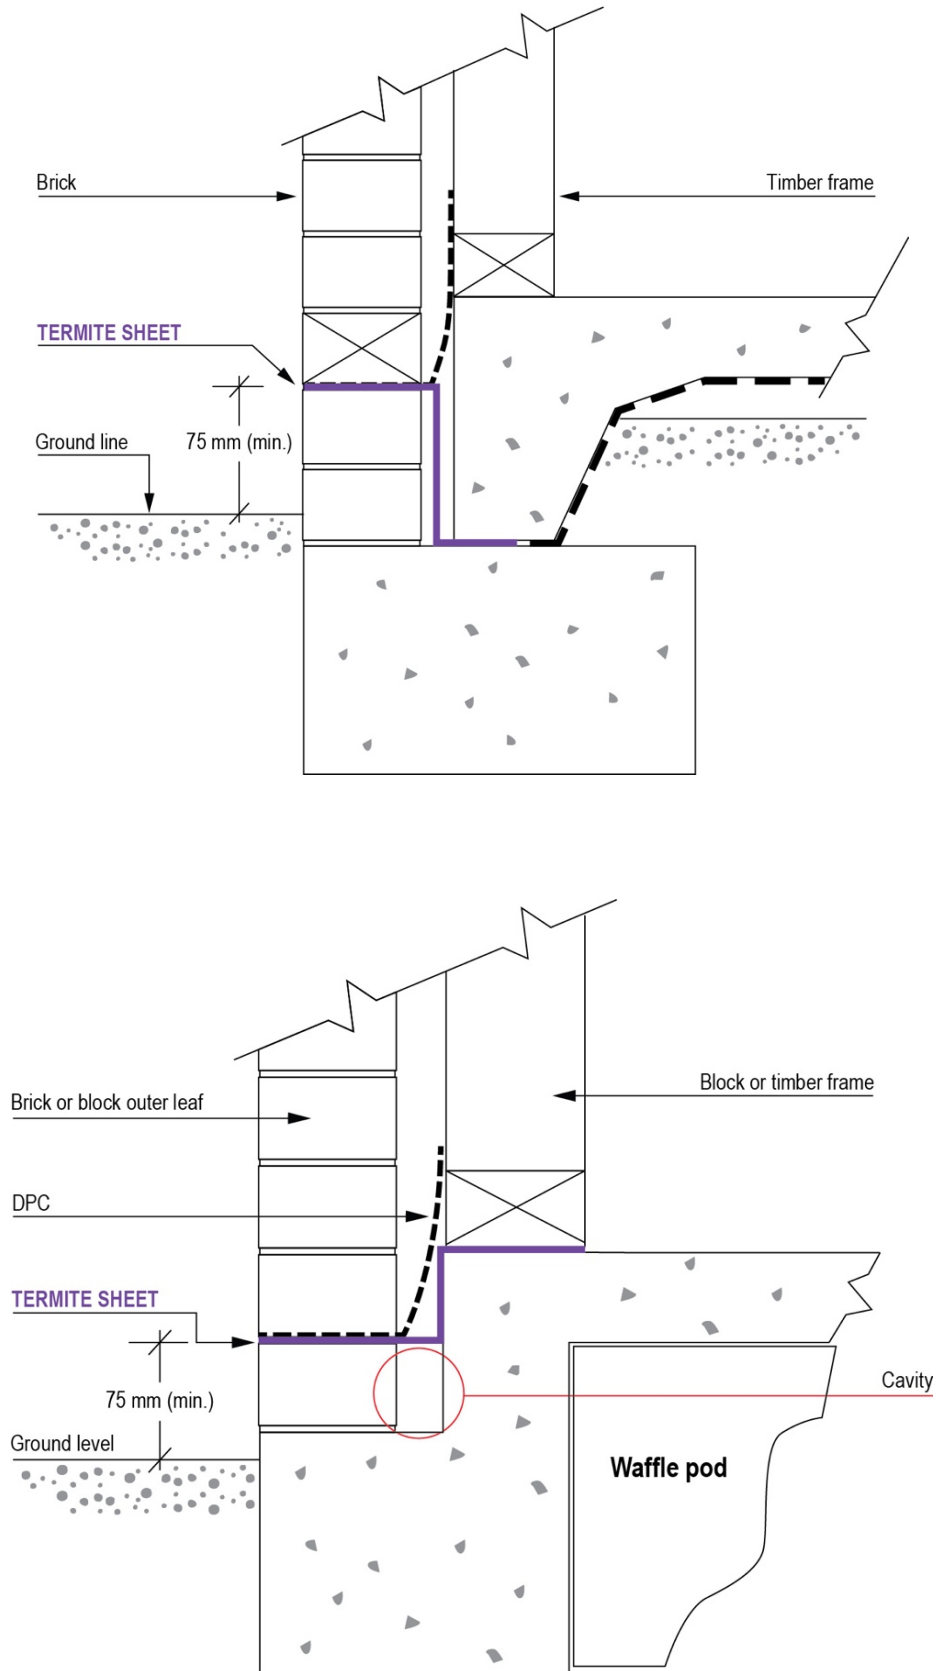 Brick
Timber frame
TERMITE SHEET
Ground line
75 mm (min.)
Brick or block outer leaf
Block or timber frame
DPC
TERMITE SHEET
75 mm (min.)
Cavity
Ground level
Waffle pod